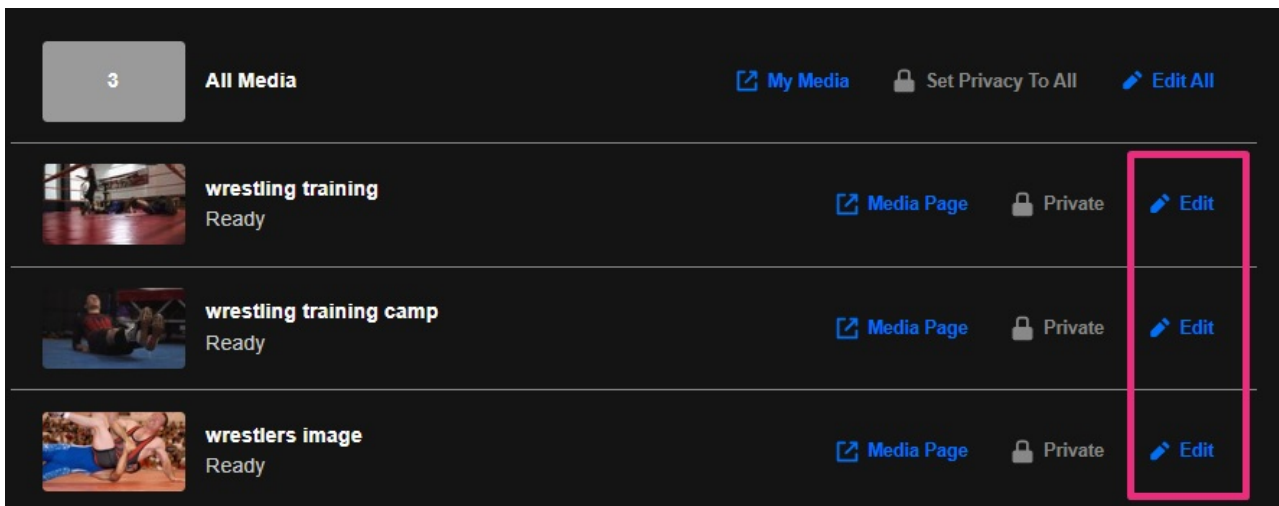 3 All Media My Media Set Privacy To All Edit All
wrestling training
Ready
Media Page Private Edit
wrestling training camp
Ready
Media Page Private Edit
wrestlers image
Ready
Media Page Private Edit